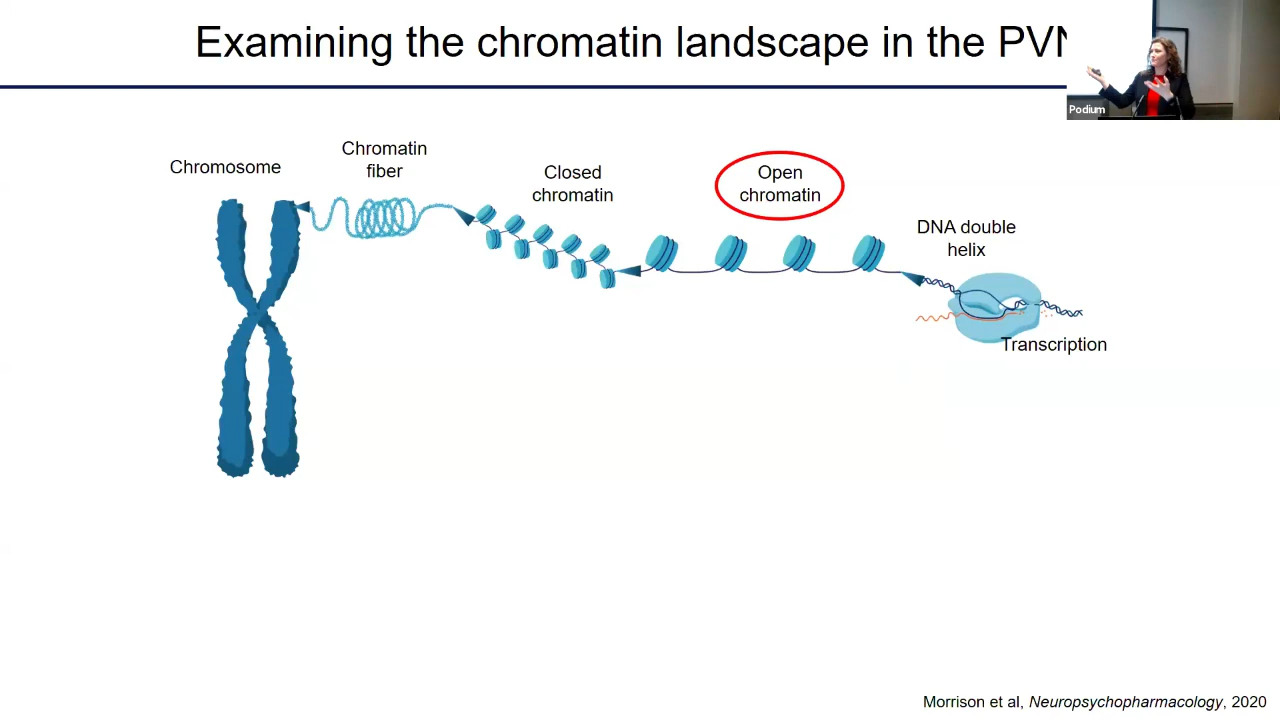 Examining the chromatin landscape in the PVN
Podium
Chromosome
Chromatin
fiber
Closed
chromatin
Open
chromatin
DNA double
helix
Transcription
Morrison et al, Neuropsychopharmacology, 2020